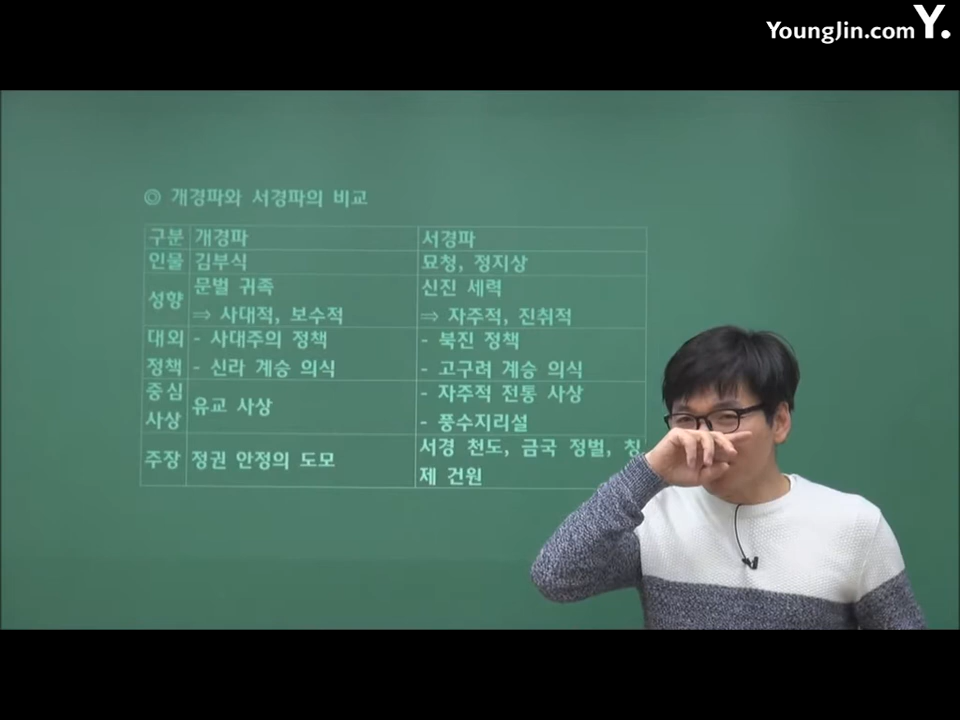 YoungJin.com Y.
◎ 개경파와 서경파의 비교
구분 개경파 서경파
인물 김부식 묘청, 정지상
성향 문벌 귀족 신진 세력
⇒ 사대적, 보수적 ⇒ 자주적, 진취적
대외 - 사대주의 정책 - 북진 정책
정책 - 신라 계승 의식 - 고구려 계승 의식
중심 유교 사상 - 자주적 전통 사상
사상 - 풍수지리설
주장 정권 안정의 도모 서경 천도, 금국 정벌, 칭
제 건원